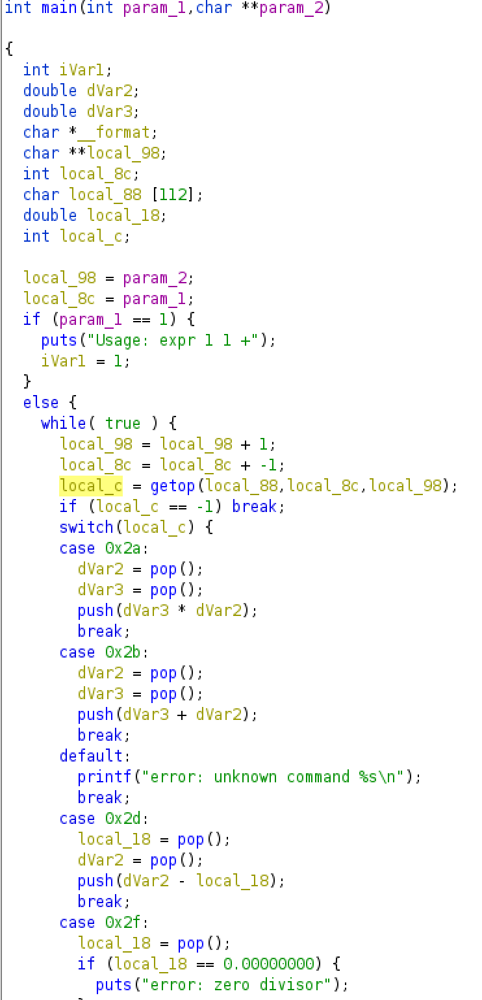 int main(int param_1,char **param_2)
{
int iVar1;
double dVar2;
double dVar3;
char *__format;
char **local_98;
int local_8c;
char local_88 [112];
double local_18;
int local_c;
local_98 = param_2;
local_8c = param_1;
if (param_1 == 1) {
puts("Usage: expr 1 1 +");
iVar1 = 1;
}
else {
while( true ) {
local_98 = local_98 + 1;
local_8c = local_8c + -1;
local_c = getop(local_88,local_8c,local_98);
if (local_c == -1) break;
switch(local_c) {
case 0x2a:
dVar2 = pop();
dVar3 = pop();
push(dVar3 * dVar2);
break;
case 0x2b:
dVar2 = pop();
dVar3 = pop();
push(dVar3 + dVar2);
break;
default:
printf("error: unknown command %s\n");
break;
case 0x2d:
local_18 = pop();
dVar2 = pop();
push(dVar2 - local_18);
break;
case 0x2f:
local_18 = pop();
if (local_18 == 0.00000000) {
puts("error: zero divisor");